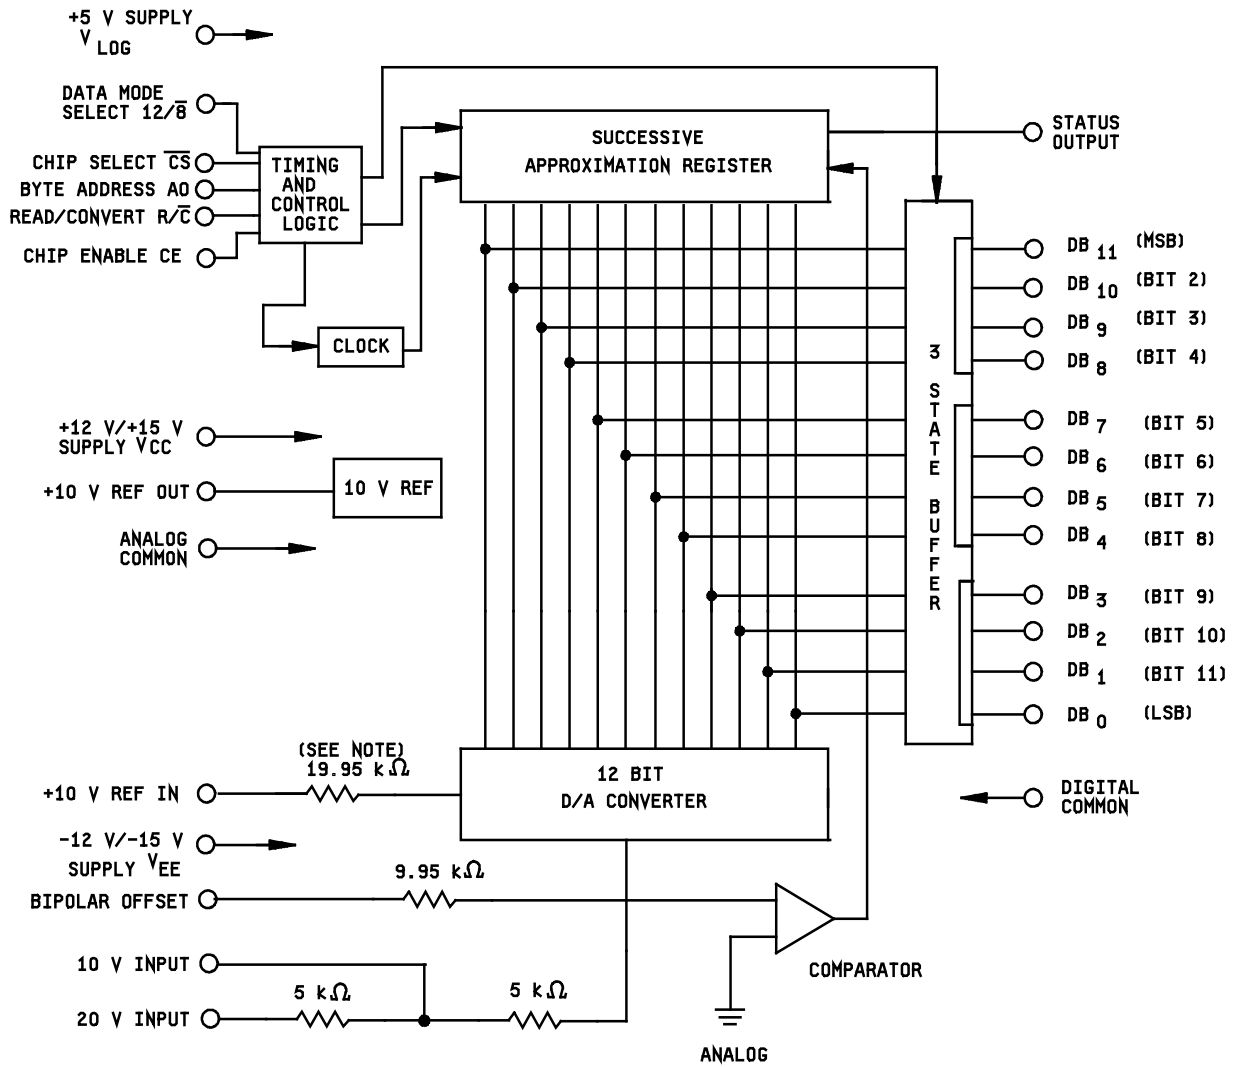 +5 V SUPPLY
V LOG
DATA MODE
SELECT 12/8̅
CHIP SELECT C̅S̅
BYTE ADDRESS AO
READ/CONVERT R/C̅
CHIP ENABLE CE
TIMING
AND
CONTROL
LOGIC
CLOCK
SUCCESSIVE
APPROXIMATION REGISTER
STATUS
OUTPUT
+12 V/+15 V
SUPPLY VCC
+10 V REF OUT
10 V REF
ANALOG
COMMON
3 STATE BUFFER
DB 11 (MSB)
DB 10 (BIT 2)
DB 9 (BIT 3)
DB 8 (BIT 4)
DB 7 (BIT 5)
DB 6 (BIT 6)
DB 5 (BIT 7)
DB 4 (BIT 8)
DB 3 (BIT 9)
DB 2 (BIT 10)
DB 1 (BIT 11)
DB 0 (LSB)
(SEE NOTE)
19.95 kΩ
+10 V REF IN
12 BIT
D/A CONVERTER
DIGITAL
COMMON
-12 V/-15 V
SUPPLY VEE
9.95 kΩ
BIPOLAR OFFSET
COMPARATOR
10 V INPUT
5 kΩ
5 kΩ
20 V INPUT
ANALOG